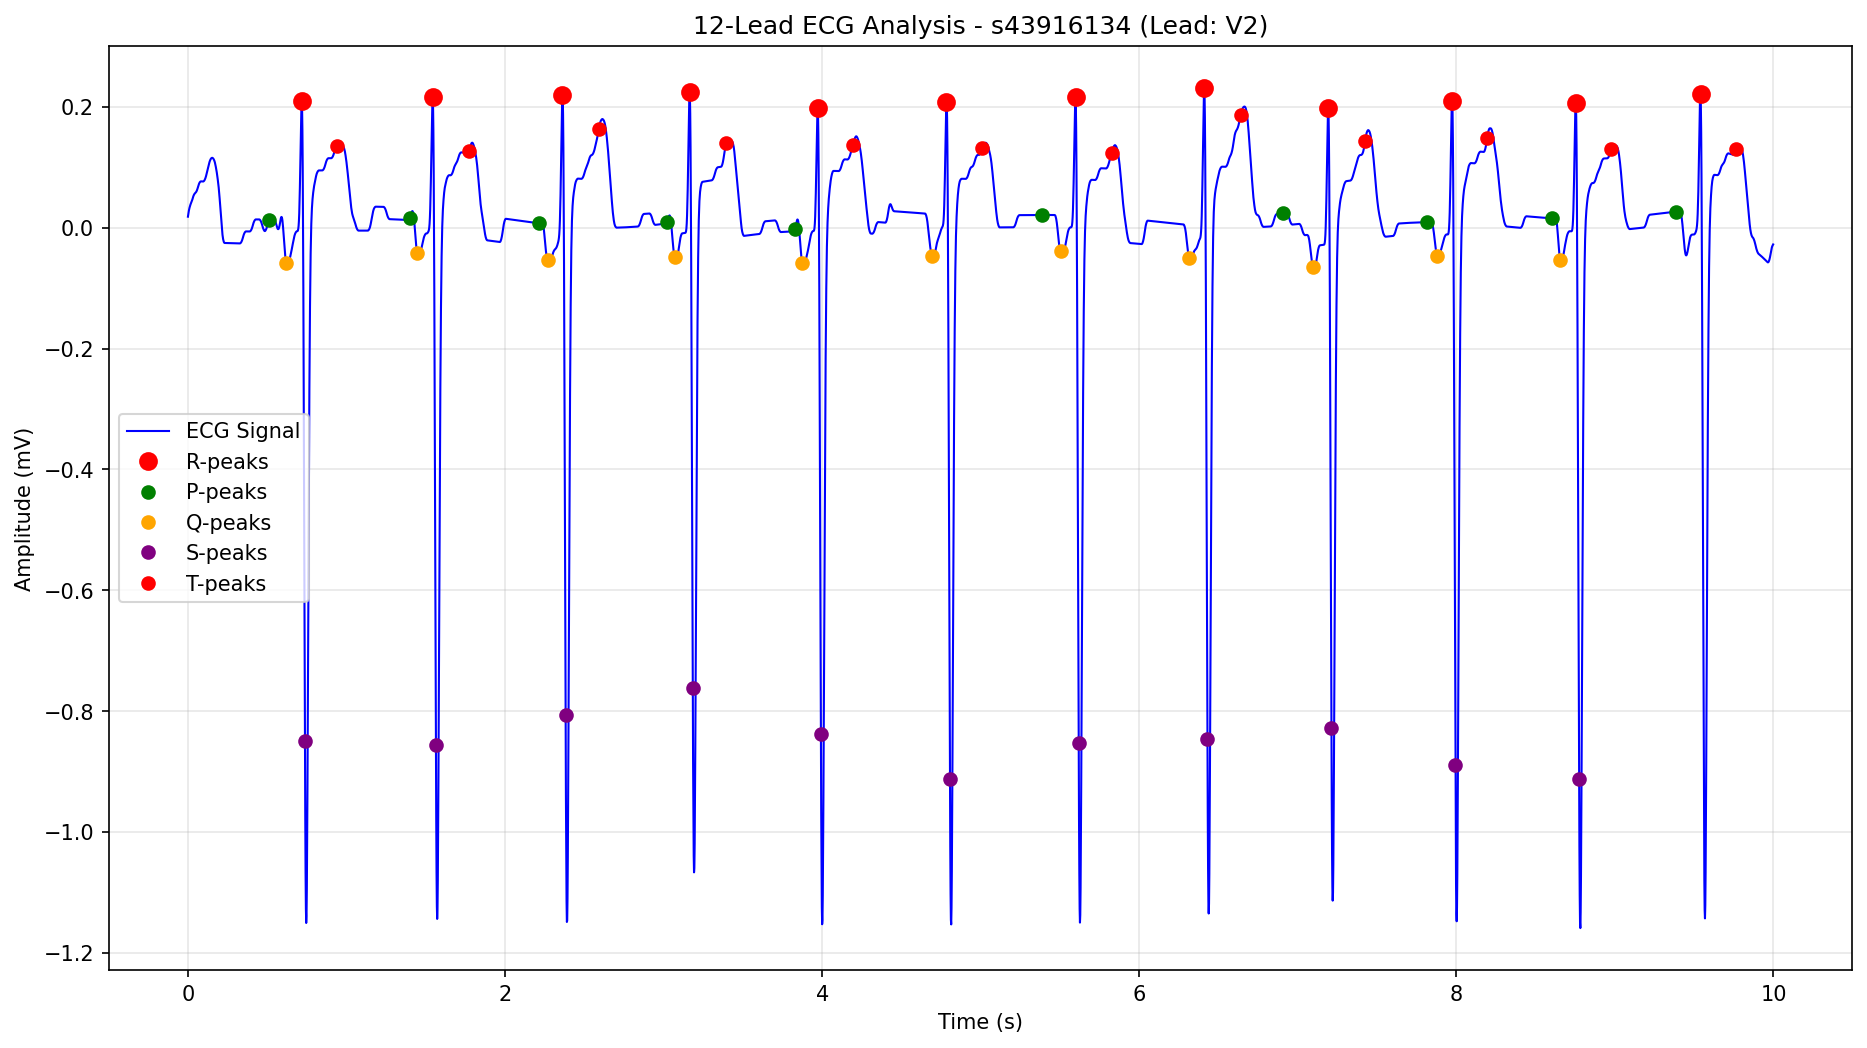 12-Lead ECG Analysis - s43916134 (Lead: V2)
Amplitude (mV)
0.2
0.0
−0.2
−0.4
−0.6
−0.8
−1.0
−1.2
ECG Signal
R-peaks
P-peaks
Q-peaks
S-peaks
T-peaks
0 2 4 6 8 10
Time (s)